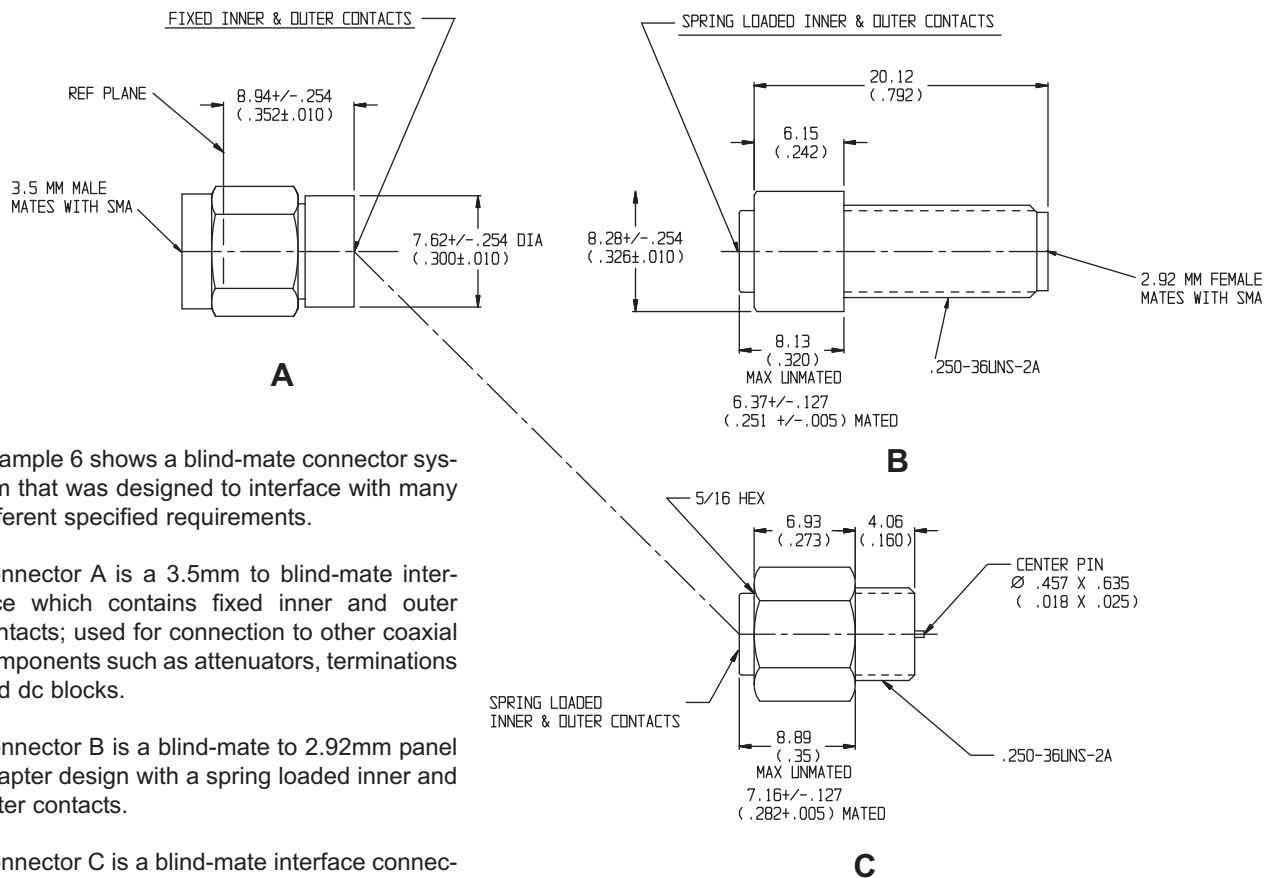 FIXED INNER & OUTER CONTACTS
REF PLANE
8.94+/-.254
(.352±.010)
3.5 MM MALE
MATES WITH SMA
7.62+/-.254 DIA
(.300±.010)
A
SPRING LOADED INNER & OUTER CONTACTS
20.12
(.792)
6.15
(.242)
8.28+/-.254
(.326±.010)
2.92 MM FEMALE
MATES WITH SMA
8.13
(.320)
MAX UNMATED
6.37+/-.127
(.251 +/-.005) MATED
.250-36UNS-2A
B
ample 6 shows a blind-mate connector sys-
m that was designed to interface with many
fferent specified requirements.
onnector A is a 3.5mm to blind-mate inter-
ce which contains fixed inner and outer
ntacts; used for connection to other coaxial
mponents such as attenuators, terminations
d dc blocks.
onnector B is a blind-mate to 2.92mm panel
apter design with a spring loaded inner and
ter contacts.
onnector C is a blind-mate interface connec-
5/16 HEX
6.93
(.273)
4.06
(.160)
CENTER PIN
Ø .457 X .635
( .018 X .025)
SPRING LOADED
INNER & OUTER CONTACTS
8.89
(.35)
MAX UNMATED
7.16+/-.127
(.282+.005) MATED
.250-36UNS-2A
C